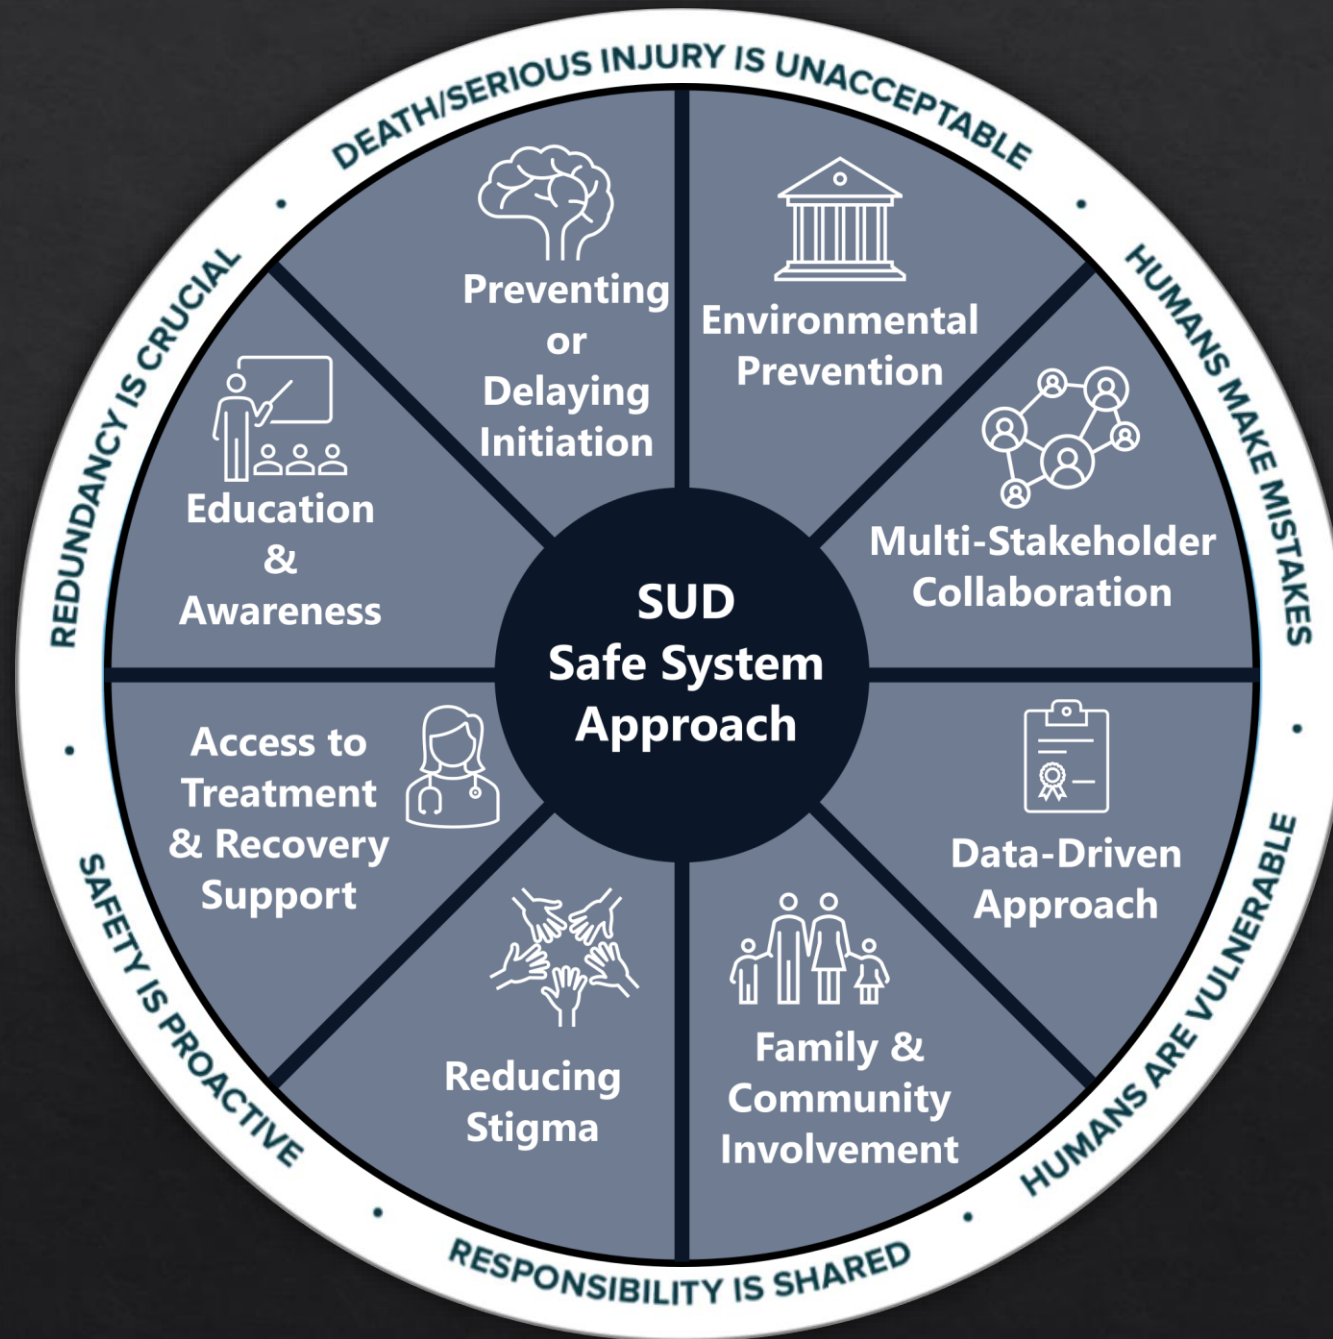 DEATH/SERIOUS INJURY IS UNACCEPTABLE
HUMANS MAKE MISTAKES
HUMANS ARE VULNERABLE
RESPONSIBILITY IS SHARED
SAFETY IS PROACTIVE
REDUNDANCY IS CRUCIAL
Preventing
or
Delaying
Initiation
Environmental
Prevention
Multi-Stakeholder
Collaboration
Data-Driven
Approach
Family &
Community
Involvement
Reducing
Stigma
Access to
Treatment
& Recovery
Support
Education
&
Awareness
SUD
Safe System
Approach